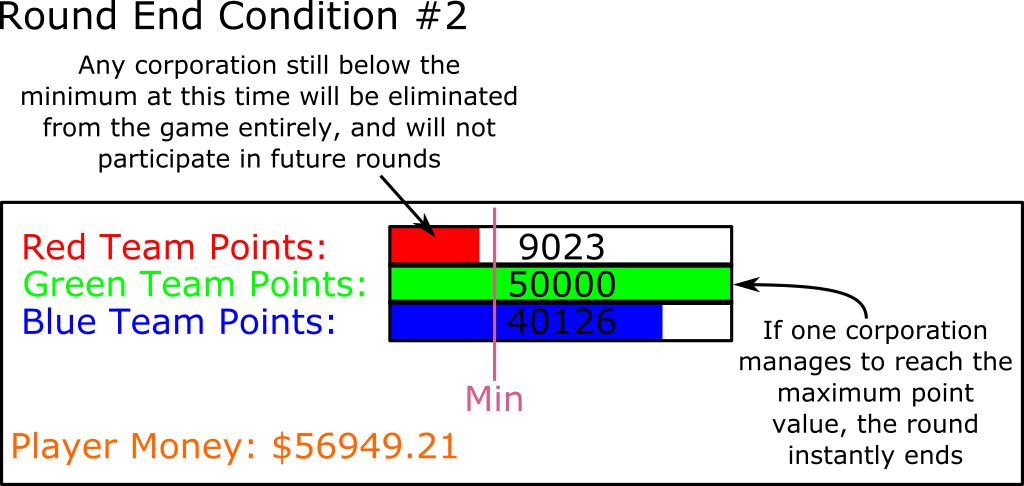 Round End Condition #2
Any corporation still below the
minimum at this time will be eliminated
from the game entirely, and will not
participate in future rounds
Red Team Points: 9023
Green Team Points: 50000
Blue Team Points: 40126
Min
If one corporation
manages to reach the
maximum point
value, the round
instantly ends
Player Money: $56949.21